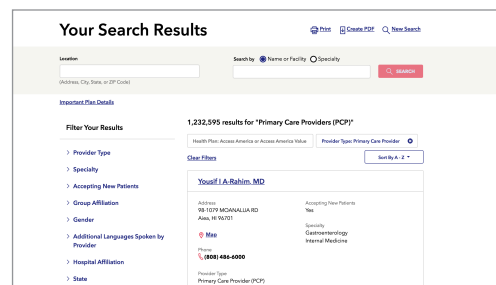 Your Search Results
Print Create PDF New Search
Location
Search by Name or Facility Specialty
SEARCH
(Address, City, State, or ZIP Code)
Important Plan Details
Filter Your Results
Provider Type
Specialty
Accepting New Patients
Group Affiliation
Gender
Additional Languages Spoken by
Provider
Hospital Affiliation
State
1,232,595 results for "Primary Care Providers (PCP)"
Health Plan: Access America or Access America Value
Provider Type: Primary Care Provider
Clear Filters
Sort By A - Z
Yousif I A-Rahim, MD
Address
98-1079 MOANALUA RD
Aiea, HI 96701
Map
Phone
(808) 486-6000
Provider Type
Primary Care Provider (PCP)
Accepting New Patients
Yes
Specialty
Gastroenterology
Internal Medicine